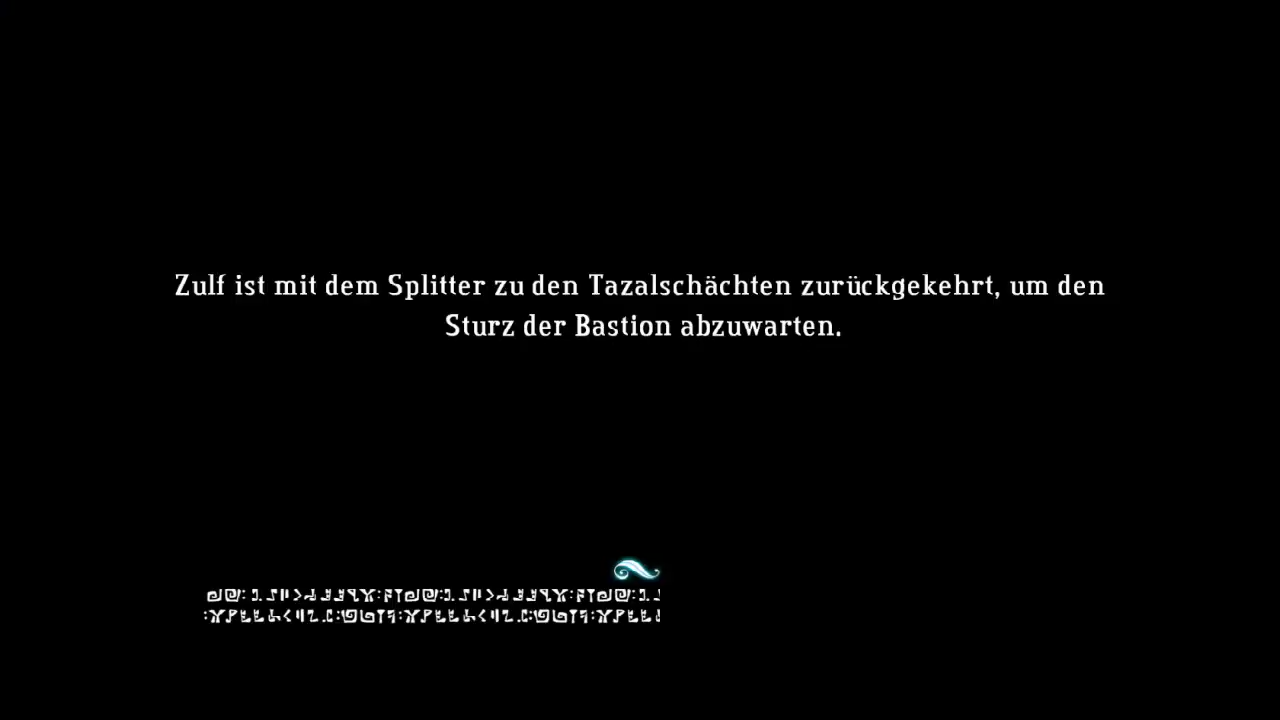 Zulf ist mit dem Splitter zu den Tazalschächten zurückgekehrt, um den
Sturz der Bastion abzuwarten.